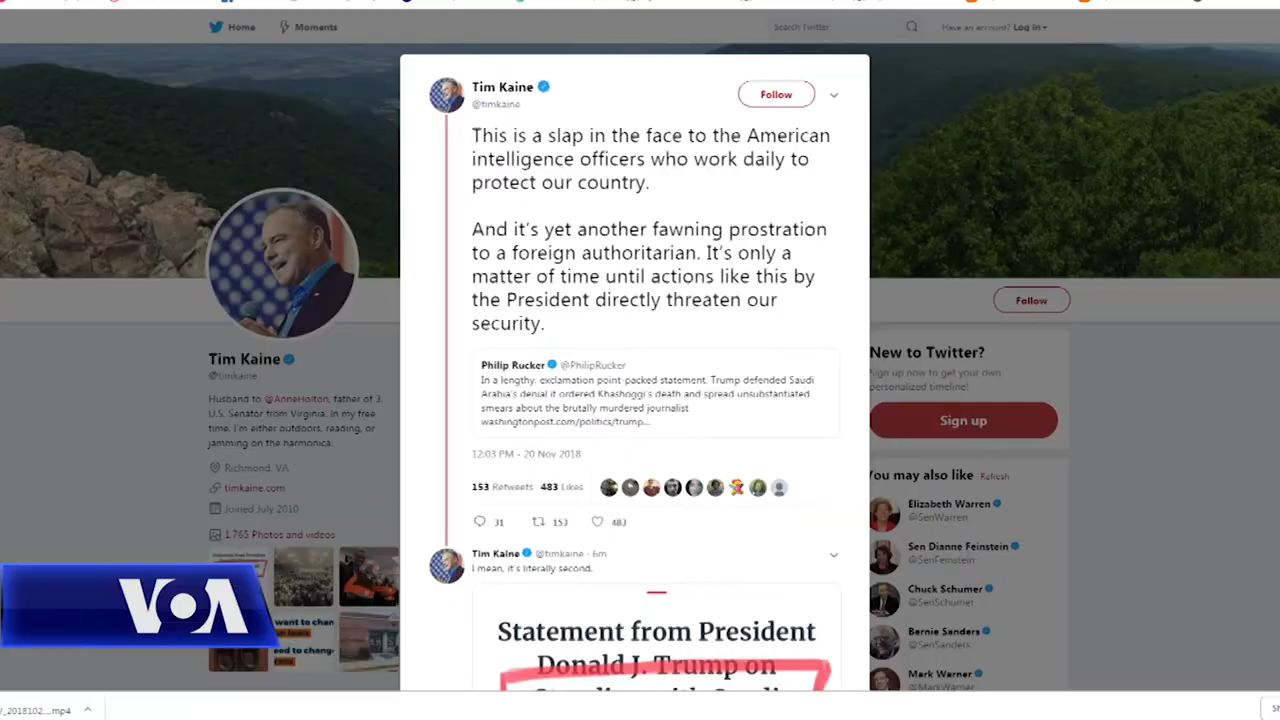 Home
Moments
Search Twitter
Have an account? Log in
Tim Kaine
@timkaine
Follow
This is a slap in the face to the American
intelligence officers who work daily to
protect our country.
And it's yet another fawning prostration
to a foreign authoritarian. It's only a
matter of time until actions like this by
the President directly threaten our
security.
Philip Rucker @PhilipRucker
In a lengthy, exclamation point-packed statement, Trump defended Saudi
Arabia's denial it ordered Khashoggi's death and spread unsubstantiated
smears about the brutally murdered journalist
washingtonpost.com/politics/trump...
12:03 PM - 20 Nov 2018
153 Retweets 483 Likes
31 153 483
Tim Kaine @timkaine · 6m
I mean, it's literally second.
Statement from President
Donald J. Trump on
Tim Kaine
@timkaine
Husband to @AnneHolton, father of 3.
U.S. Senator from Virginia. In my free
time, I'm either outdoors, reading, or
jamming on the harmonica.
Richmond, VA
timkaine.com
Joined July 2010
1,765 Photos and videos
want to chan
need to change
VOA
Follow
New to Twitter?
Sign up now to get your own
personalized timeline!
Sign up
You may also like Refresh
Elizabeth Warren
@SenWarren
Sen Dianne Feinstein
@SenFeinstein
Chuck Schumer
@SenSchumer
Bernie Sanders
@SenSanders
Mark Warner
@MarkWarner
_2018102....mp4